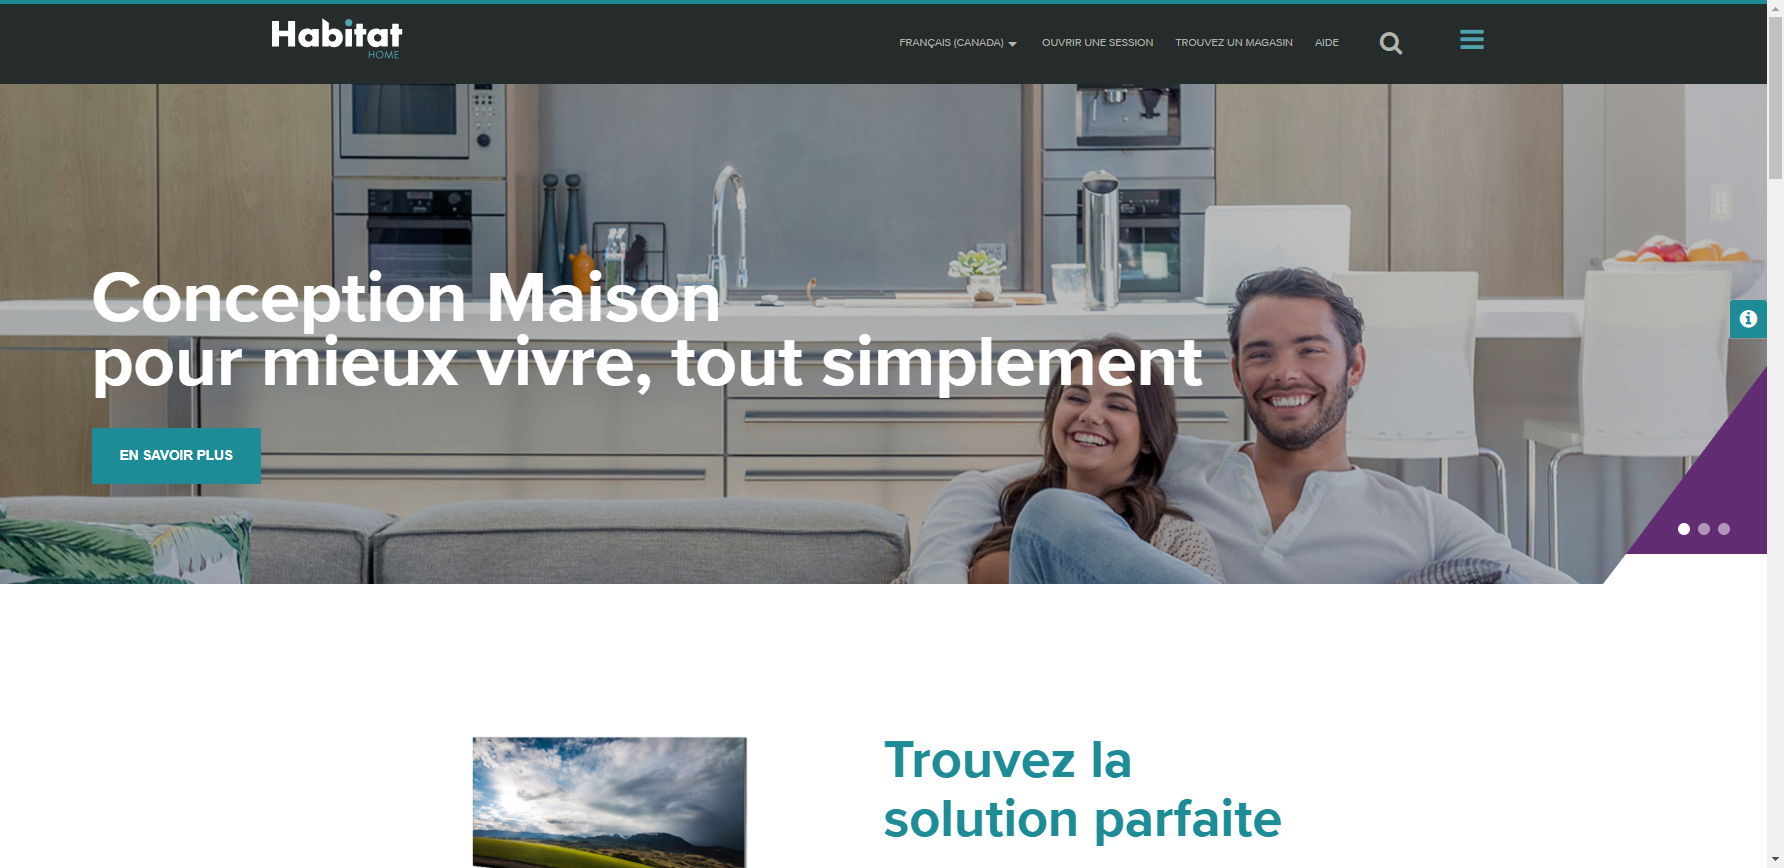 Habitat
HOME
FRANÇAIS (CANADA)
OUVRIR UNE SESSION
TROUVEZ UN MAGASIN
AIDE
Conception Maison
pour mieux vivre, tout simplement
EN SAVOIR PLUS
Trouvez la
solution parfaite